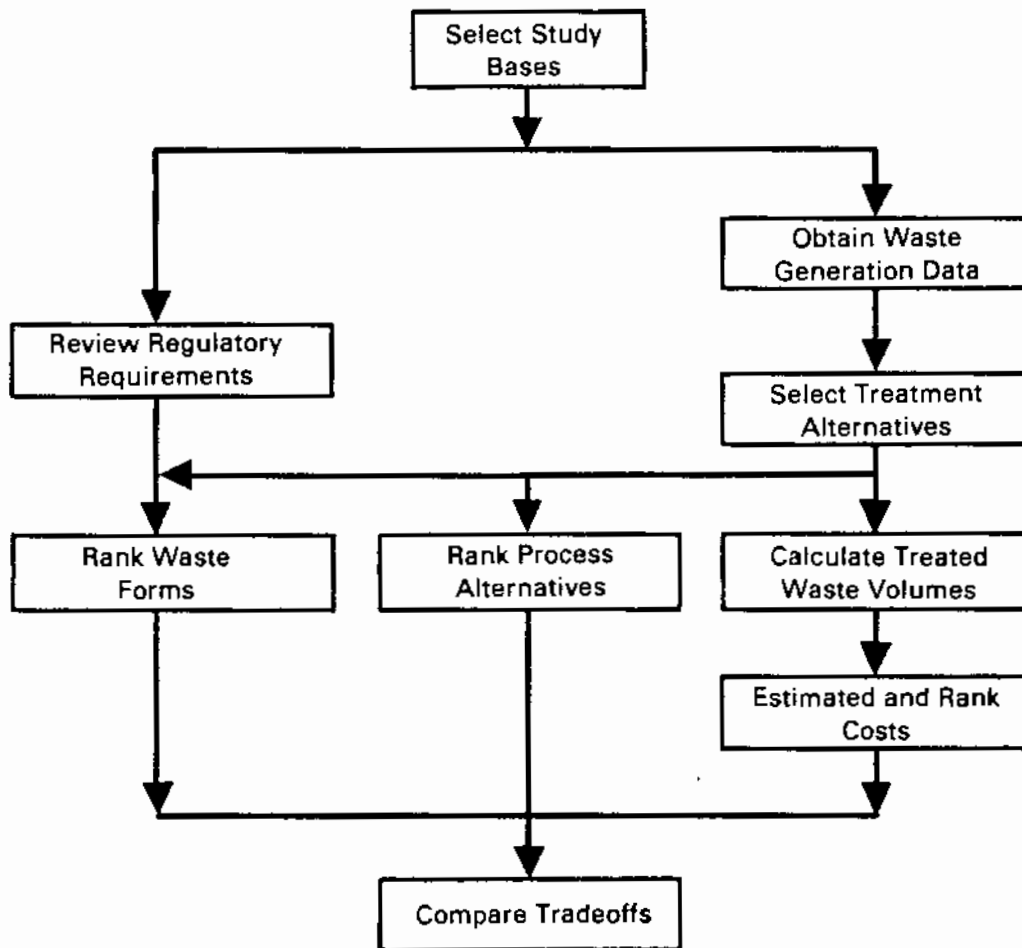 Select Study
Bases
Obtain Waste
Generation Data
Review Regulatory
Requirements
Select Treatment
Alternatives
Rank Waste
Forms
Rank Process
Alternatives
Calculate Treated
Waste Volumes
Estimated and Rank
Costs
Compare Tradeoffs